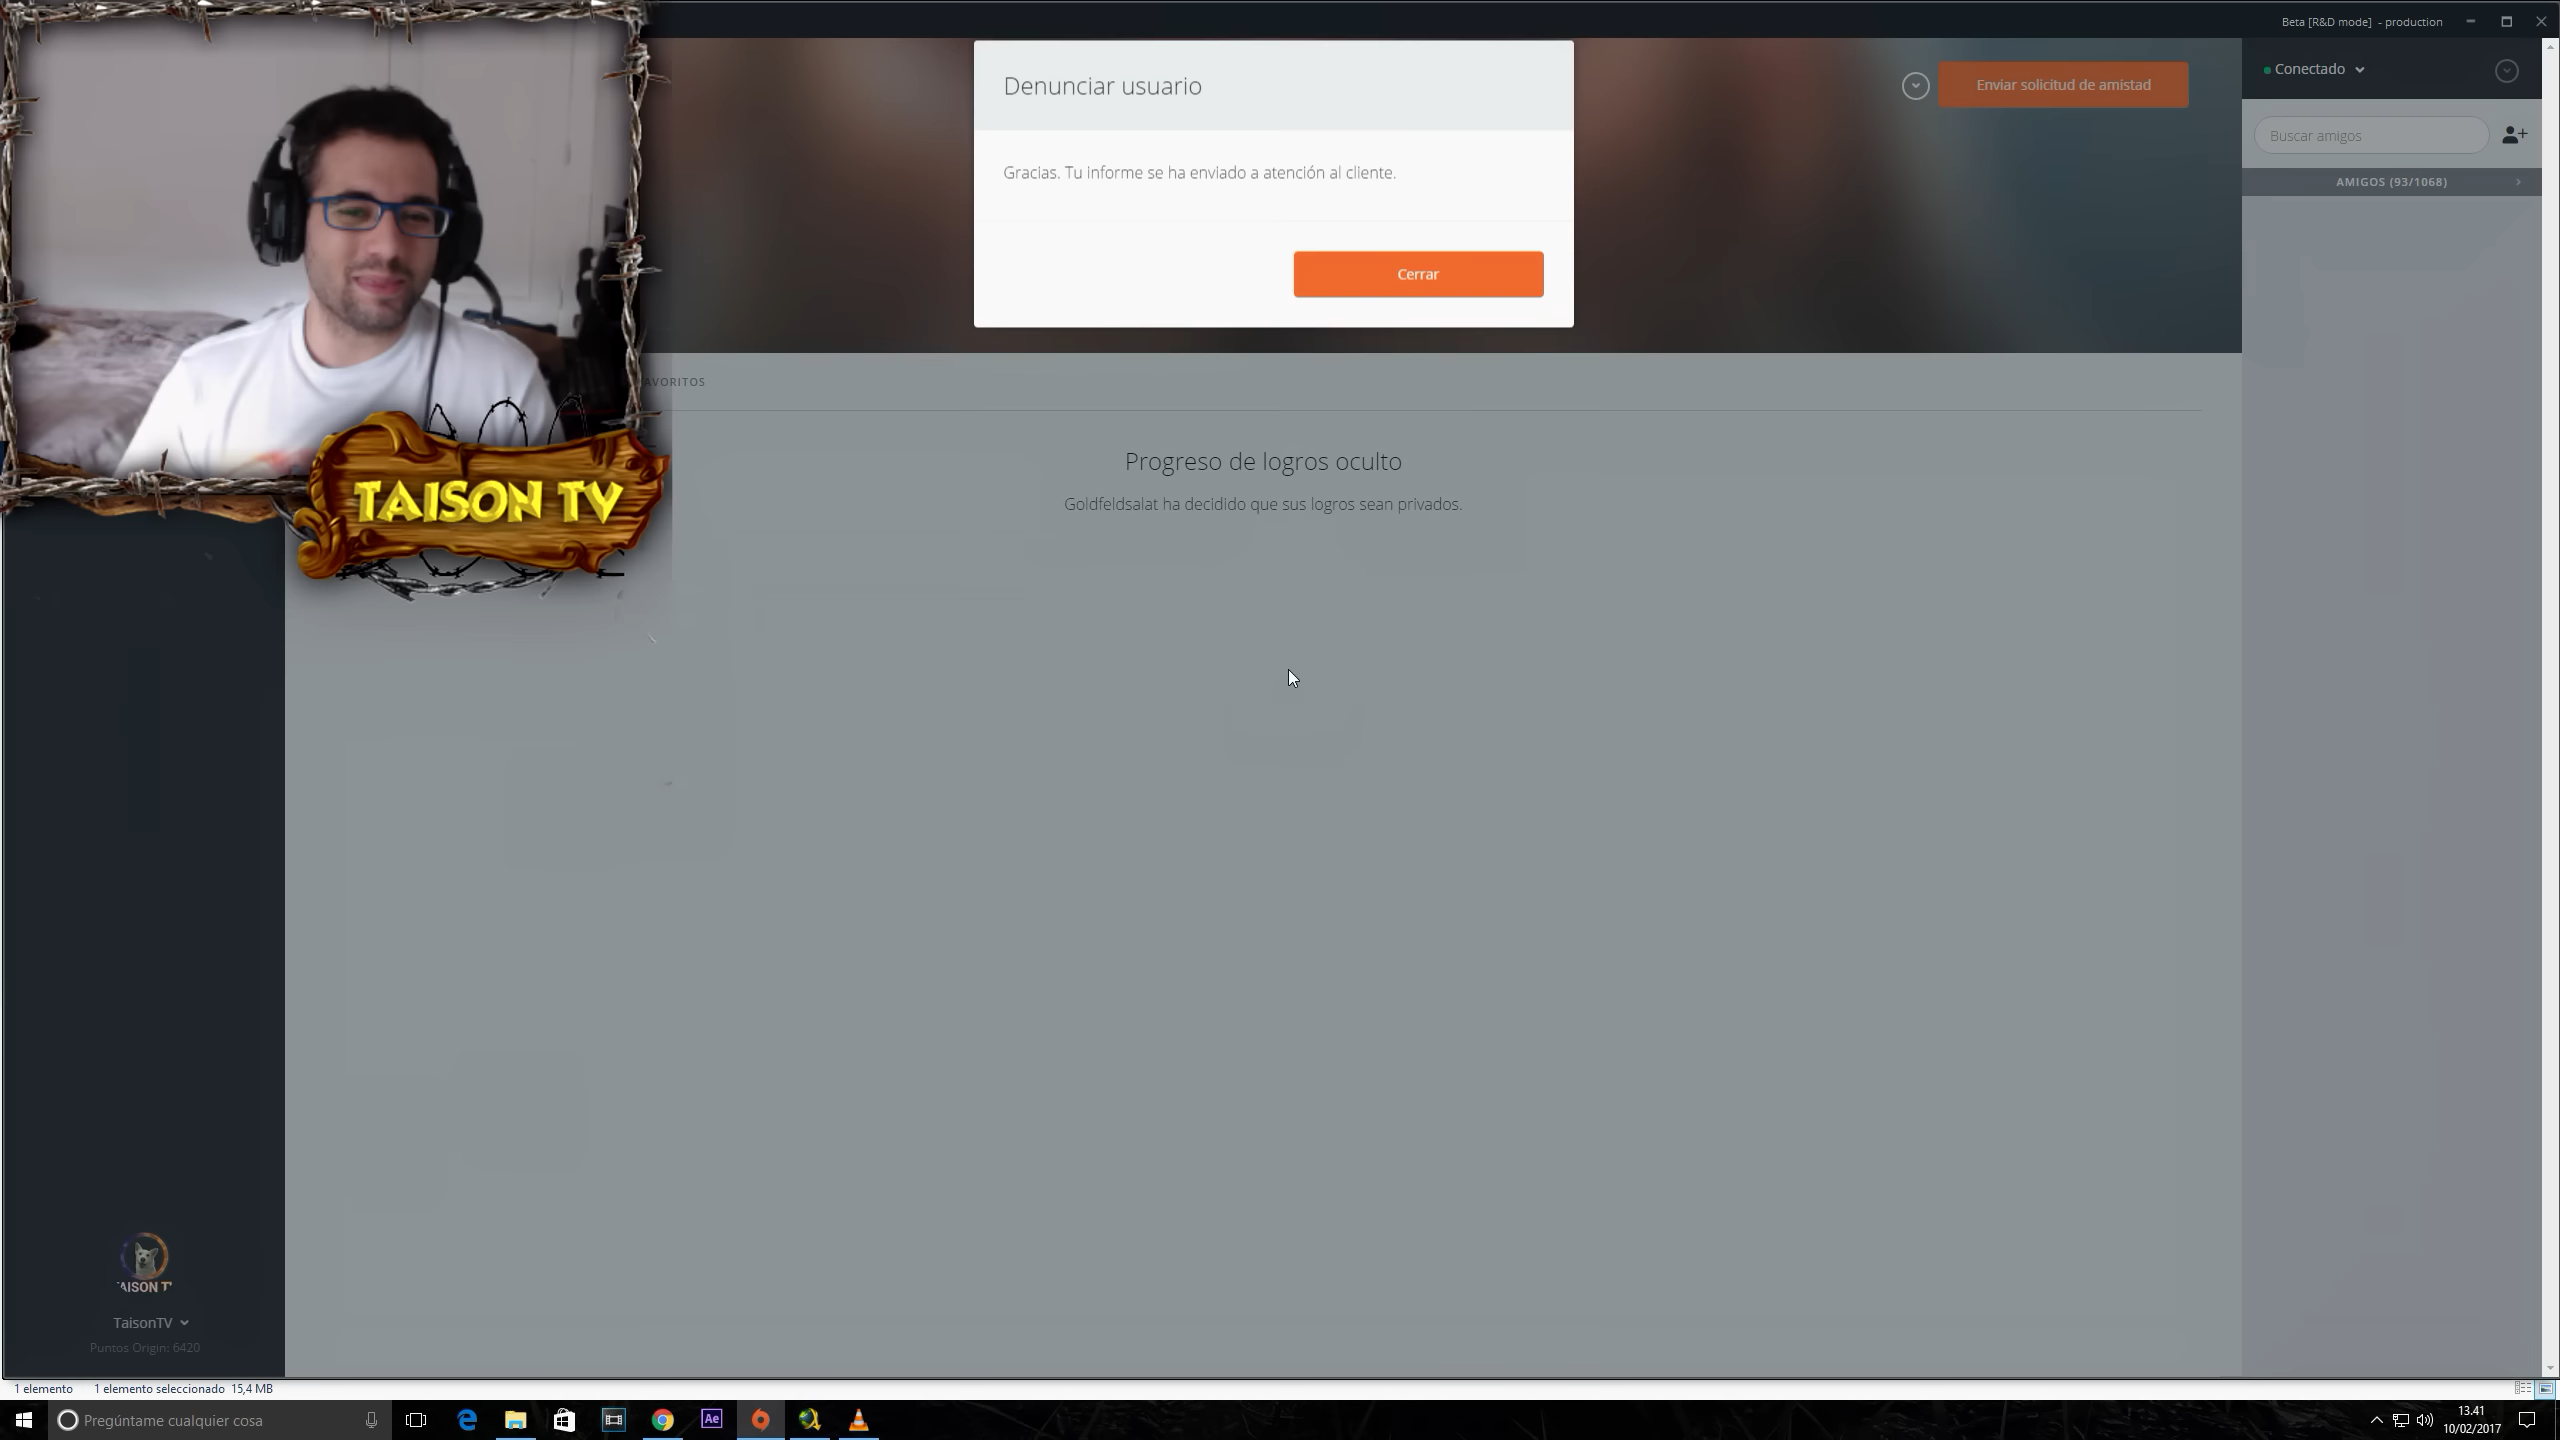 Beta [R&D mode] - production
Denunciar usuario
Gracias. Tu informe se ha enviado a atención al cliente.
Cerrar
Enviar solicitud de amistad
Conectado
Buscar amigos
AMIGOS (93/1068)
AVORITOS
Progreso de logros oculto
Goldfeldsalat ha decidido que sus logros sean privados.
TAISON TV
AISON T
TaisonTV
Puntos Origin: 6420
1 elemento 1 elemento seleccionado 15,4 MB
Pregúntame cualquier cosa
Ae
13.41
10/02/2017